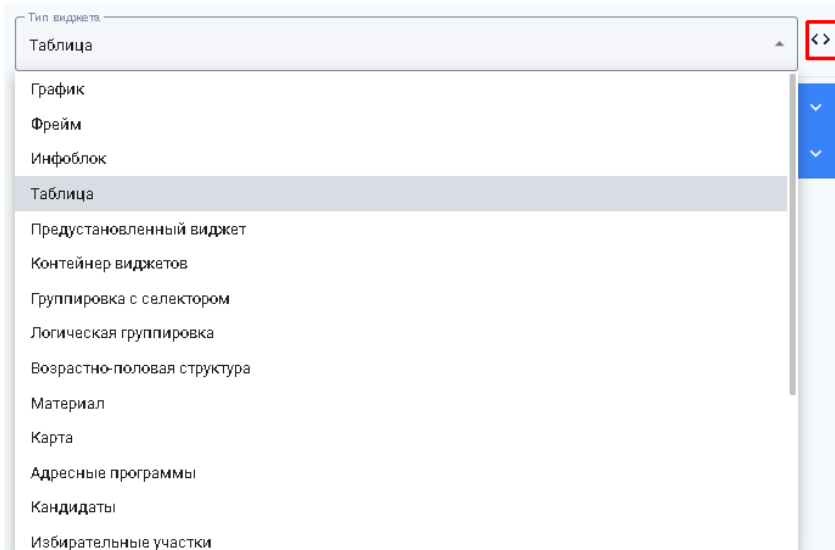 Тип виджета
Таблица
График
Фрейм
Инфоблок
Таблица
Предустановленный виджет
Контейнер виджетов
Группировка с селектором
Логическая группировка
Возрастно-половая структура
Материал
Карта
Адресные программы
Кандидаты
Избирательные участки